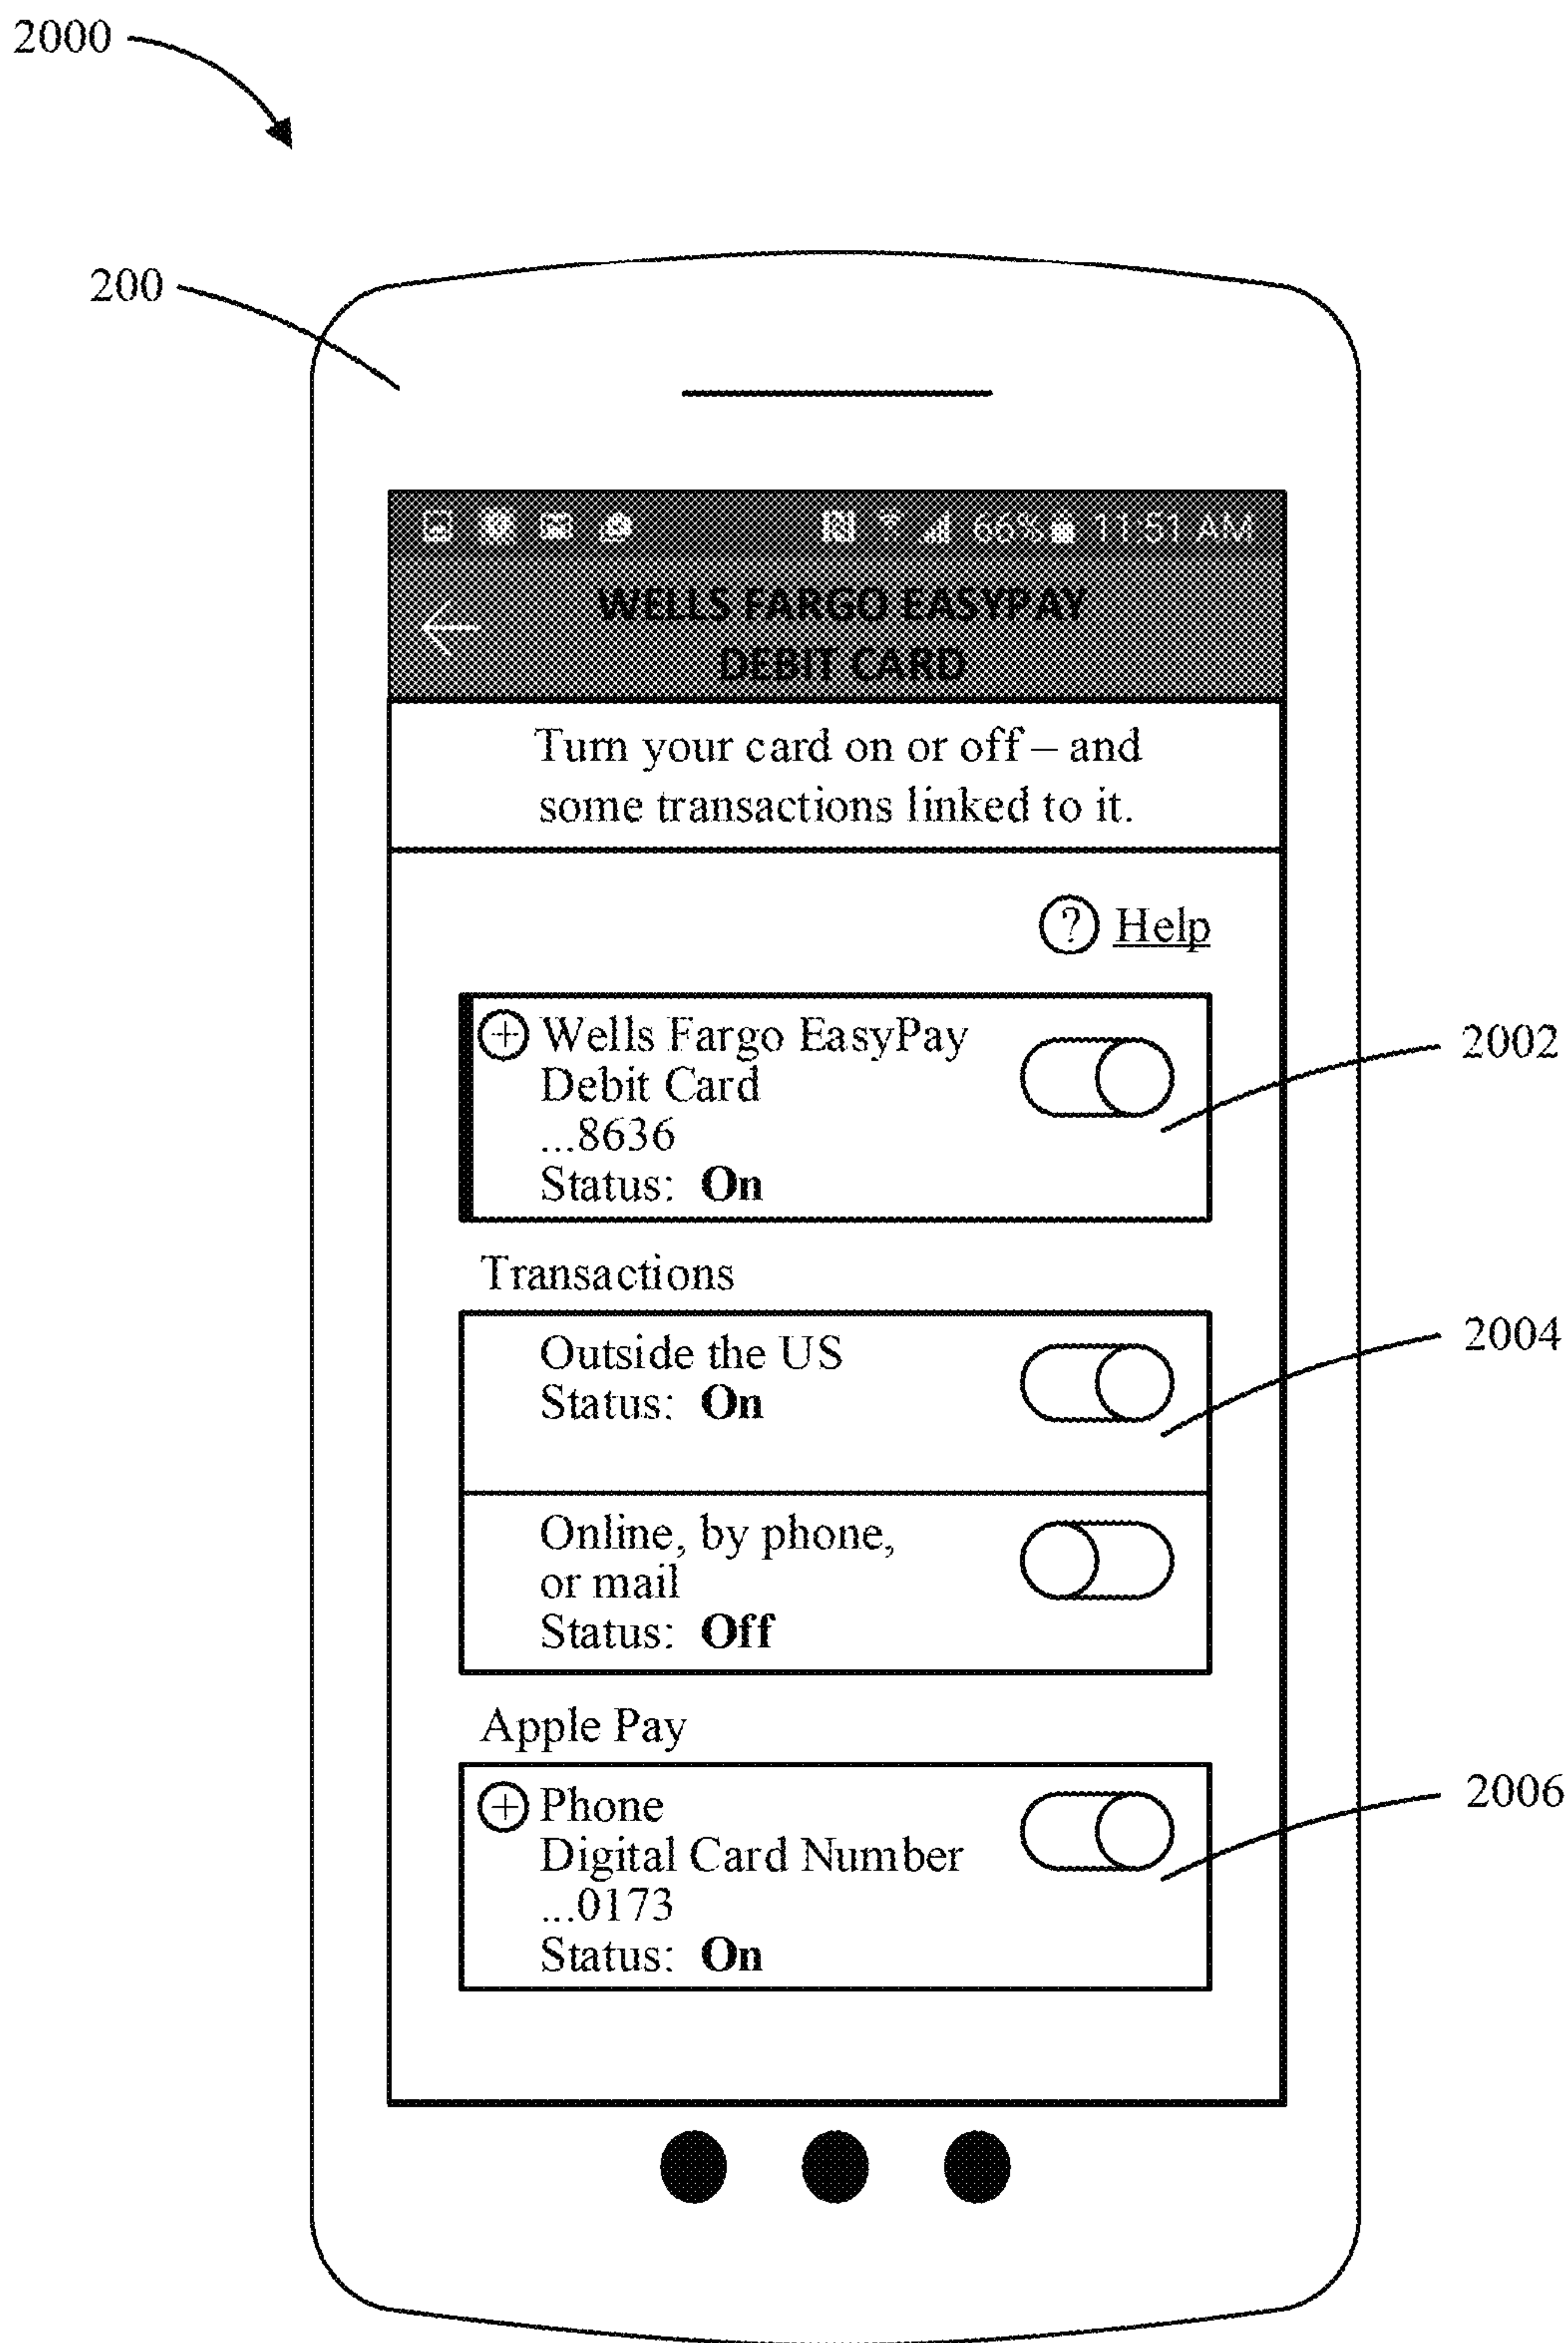 2000
200
66% 11:51 AM
WELLS FARGO EASYPAY
DEBIT CARD
Turn your card on or off – and
some transactions linked to it.
? Help
Wells Fargo EasyPay
Debit Card
...8636
Status: On
2002
Transactions
Outside the US
Status: On
2004
Online, by phone,
or mail
Status: Off
Apple Pay
Phone
Digital Card Number
...0173
Status: On
2006